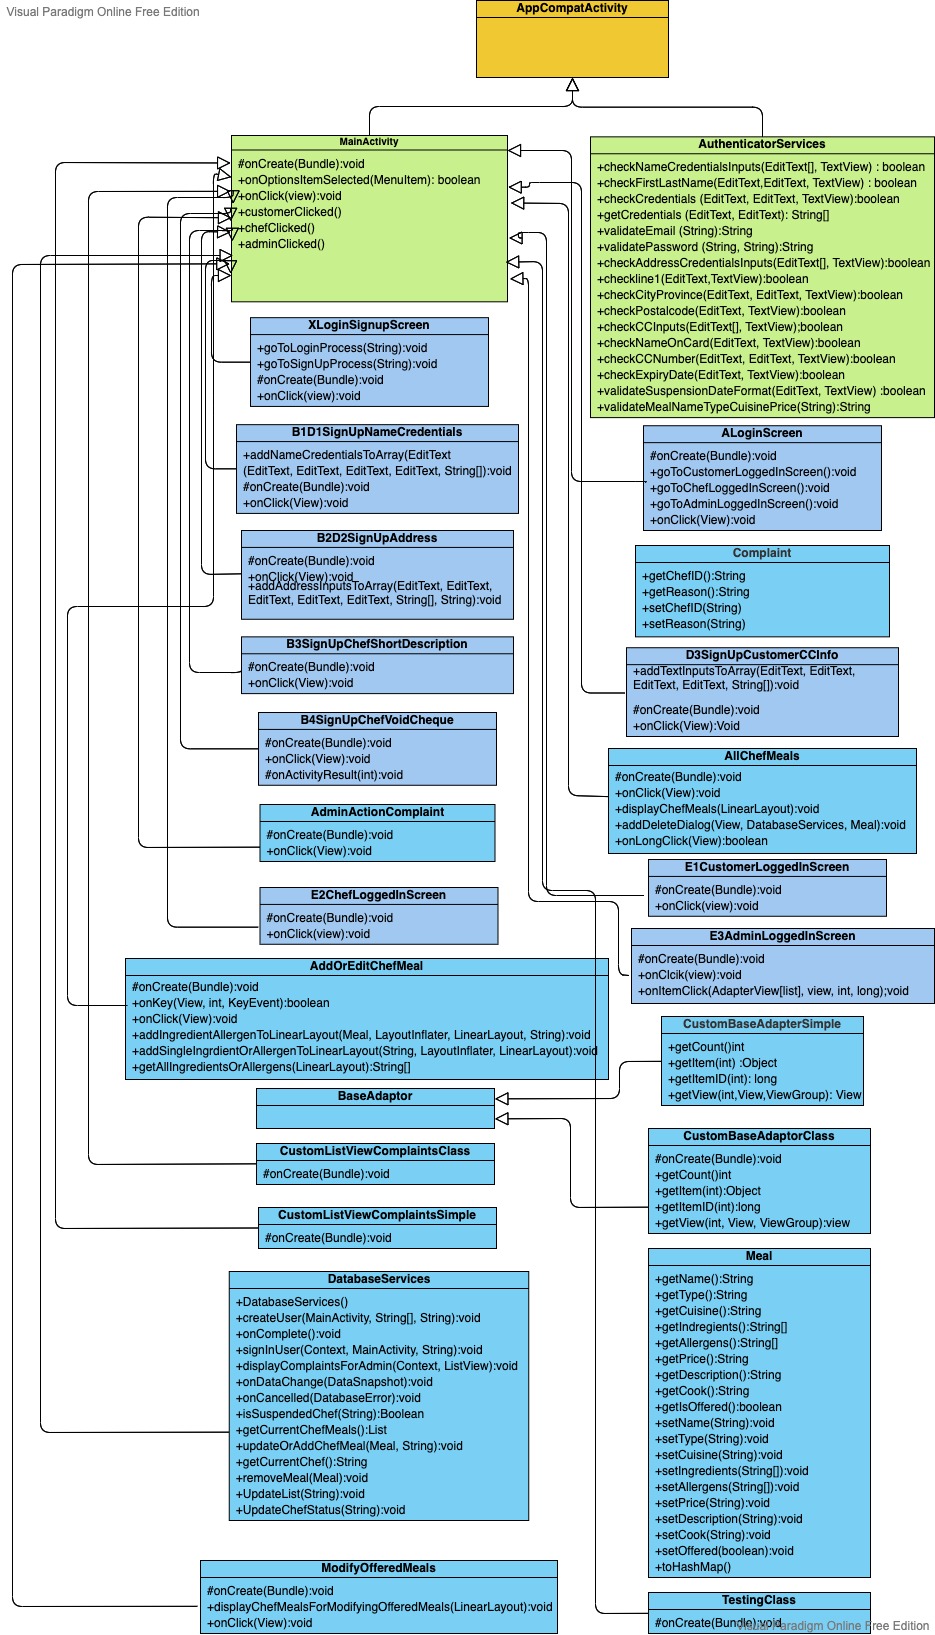 Visual Paradigm Online Free Edition
AppCompatActivity
MainActivity
#onCreate(Bundle):void
+onOptionsItemSelected(MenuItem): boolean
+onClick(view):void
+customerClicked()
+chefClicked()
+adminClicked()
AuthenticatorServices
+checkNameCredentialsInputs(EditText[], TextView) : boolean
+checkFirstLastName(EditText,EditText, TextView) : boolean
+checkCredentials (EditText, EditText, TextView):boolean
+getCredentials (EditText, EditText): String[]
+validateEmail (String):String
+validatePassword (String, String):String
+checkAddressCredentialsInputs(EditText[], TextView):boolean
+checkline1(EditText,TextView):boolean
+checkCityProvince(EditText, EditText, TextView):boolean
+checkPostalcode(EditText, TextView):boolean
+checkCCInputs(EditText[], TextView);boolean
+checkNameOnCard(EditText, TextView):boolean
+checkCCNumber(EditText, EditText, TextView):boolean
+checkExpiryDate(EditText, TextView):boolean
+validateSuspensionDateFormat(EditText, TextView) :boolean
+validateMealNameTypeCuisinePrice(String):String
XLoginSignupScreen
+goToLoginProcess(String):void
+goToSignUpProcess(String):void
#onCreate(Bundle):void
+onClick(view):void
B1D1SignUpNameCredentials
+addNameCredentialsToArray(EditText
(EditText, EditText, EditText, EditText, String[]):void
#onCreate(Bundle):void
+onClick(View):void
ALoginScreen
#onCreate(Bundle):void
+goToCustomerLoggedInScreen():void
+goToChefLoggedInScreen():void
+goToAdminLoggedInScreen():void
+onClick(View):void
B2D2SignUpAddress
#onCreate(Bundle):void
+onClick(View):void
+addAddressInputsToArray(EditText, EditText,
EditText, EditText, EditText, String[], String):void
Complaint
+getChefID():String
+getReason():String
+setChefID(String)
+setReason(String)
B3SignUpChefShortDescription
#onCreate(Bundle):void
+onClick(View):void
D3SignUpCustomerCCInfo
+addTextInputsToArray(EditText, EditText,
EditText, EditText, String[]):void
#onCreate(Bundle):void
+onClick(View):Void
B4SignUpChefVoidCheque
#onCreate(Bundle):void
+onClick(View):void
#onActivityResult(int):void
AllChefMeals
#onCreate(Bundle):void
+onClick(View):void
+displayChefMeals(LinearLayout):void
+addDeleteDialog(View, DatabaseServices, Meal):void
+onLongClick(View):boolean
AdminActionComplaint
#onCreate(Bundle):void
+onClick(View):void
E1CustomerLoggedInScreen
#onCreate(Bundle):void
+onClick(view):void
E2ChefLoggedInScreen
#onCreate(Bundle):void
+onClick(view):void
E3AdminLoggedInScreen
#onCreate(Bundle):void
+onClcik(view):void
+onItemClick(AdapterView[list], view, int, long);void
AddOrEditChefMeal
#onCreate(Bundle):void
+onKey(View, int, KeyEvent):boolean
+onClick(View):void
+addIngredientAllergenToLinearLayout(Meal, LayoutInflater, LinearLayout, String):void
+addSingleIngrdientOrAllergenToLinearLayout(String, LayoutInflater, LinearLayout):void
+getAllIngredientsOrAllergens(LinearLayout):String[]
CustomBaseAdapterSimple
+getCount()int
+getItem(int) :Object
+getItemID(int): long
+getView(int,View,ViewGroup): View
BaseAdaptor
CustomBaseAdaptorClass
#onCreate(Bundle):void
+getCount()int
+getItem(int):Object
+getItemID(int):long
+getView(int, View, ViewGroup):view
CustomListViewComplaintsClass
#onCreate(Bundle):void
CustomListViewComplaintsSimple
#onCreate(Bundle):void
Meal
+getName():String
+getType():String
+getCuisine():String
+getIndregients():String[]
+getAllergens():String[]
+getPrice():String
+getDescription():String
+getCook():String
+getIsOffered():boolean
+setName(String):void
+setType(String):void
+setCuisine(String):void
+setIngredients(String[]):void
+setAllergens(String[]):void
+setPrice(String):void
+setDescription(String):void
+setCook(String):void
+setOffered(boolean):void
+toHashMap()
DatabaseServices
+DatabaseServices()
+createUser(MainActivity, String[], String):void
+onComplete():void
+signInUser(Context, MainActivity, String):void
+displayComplaintsForAdmin(Context, ListView):void
+onDataChange(DataSnapshot):void
+onCancelled(DatabaseError):void
+isSuspendedChef(String):Boolean
+getCurrentChefMeals():List
+updateOrAddChefMeal(Meal, String):void
+getCurrentChef():String
+removeMeal(Meal):void
+UpdateList(String):void
+UpdateChefStatus(String):void
ModifyOfferedMeals
#onCreate(Bundle):void
+displayChefMealsForModifyingOfferedMeals(LinearLayout):void
+onClick(View):void
TestingClass
#onCreate(Bundle):void
Visual Paradigm Online Free Edition